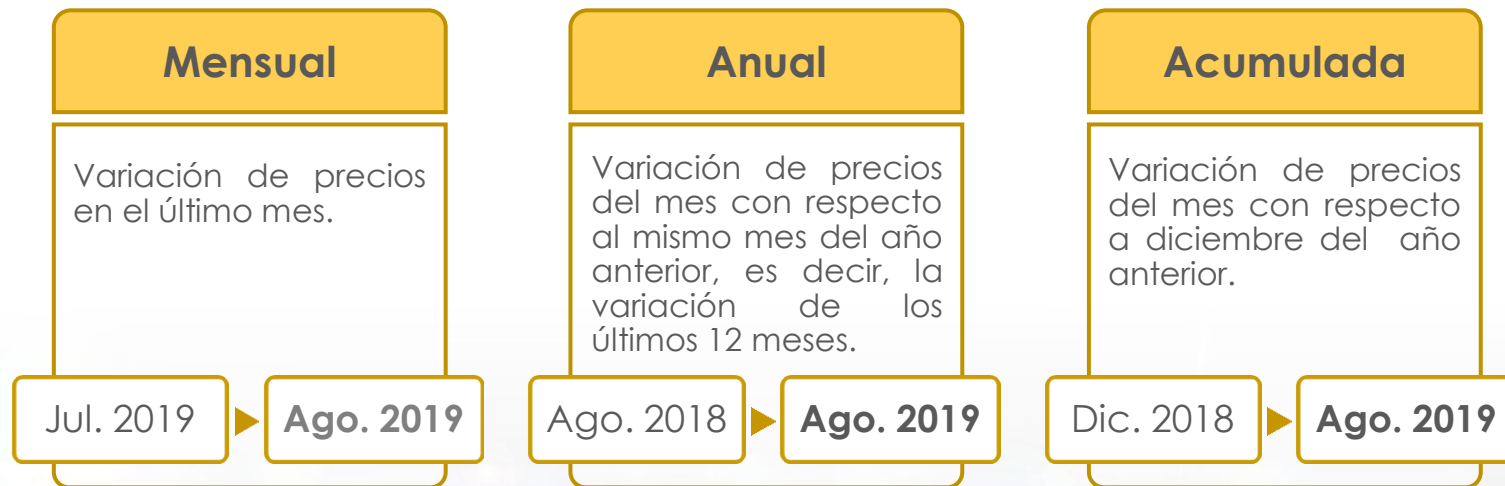 Mensual
Variación de precios
en el último mes.
Jul. 2019
Ago. 2019
Anual
Variación de precios
del mes con respecto
al mismo mes del año
anterior, es decir, la
variación de los
últimos 12 meses.
Ago. 2018
Ago. 2019
Acumulada
Variación de precios
del mes con respecto
a diciembre del año
anterior.
Dic. 2018
Ago. 2019